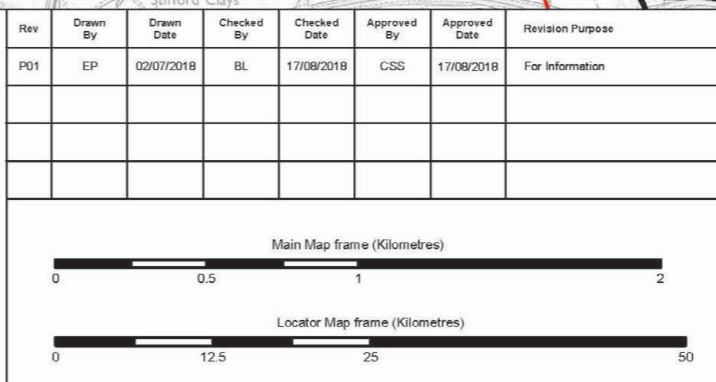 Stifford Clays
Rev Drawn By Drawn Date Checked By Checked Date Approved By Approved Date Revision Purpose
P01 EP 02/07/2018 BL 17/08/2018 CSS 17/08/2018 For Information
Main Map frame (Kilometres)
0 0.5 1 2
Locator Map frame (Kilometres)
0 12.5 25 50